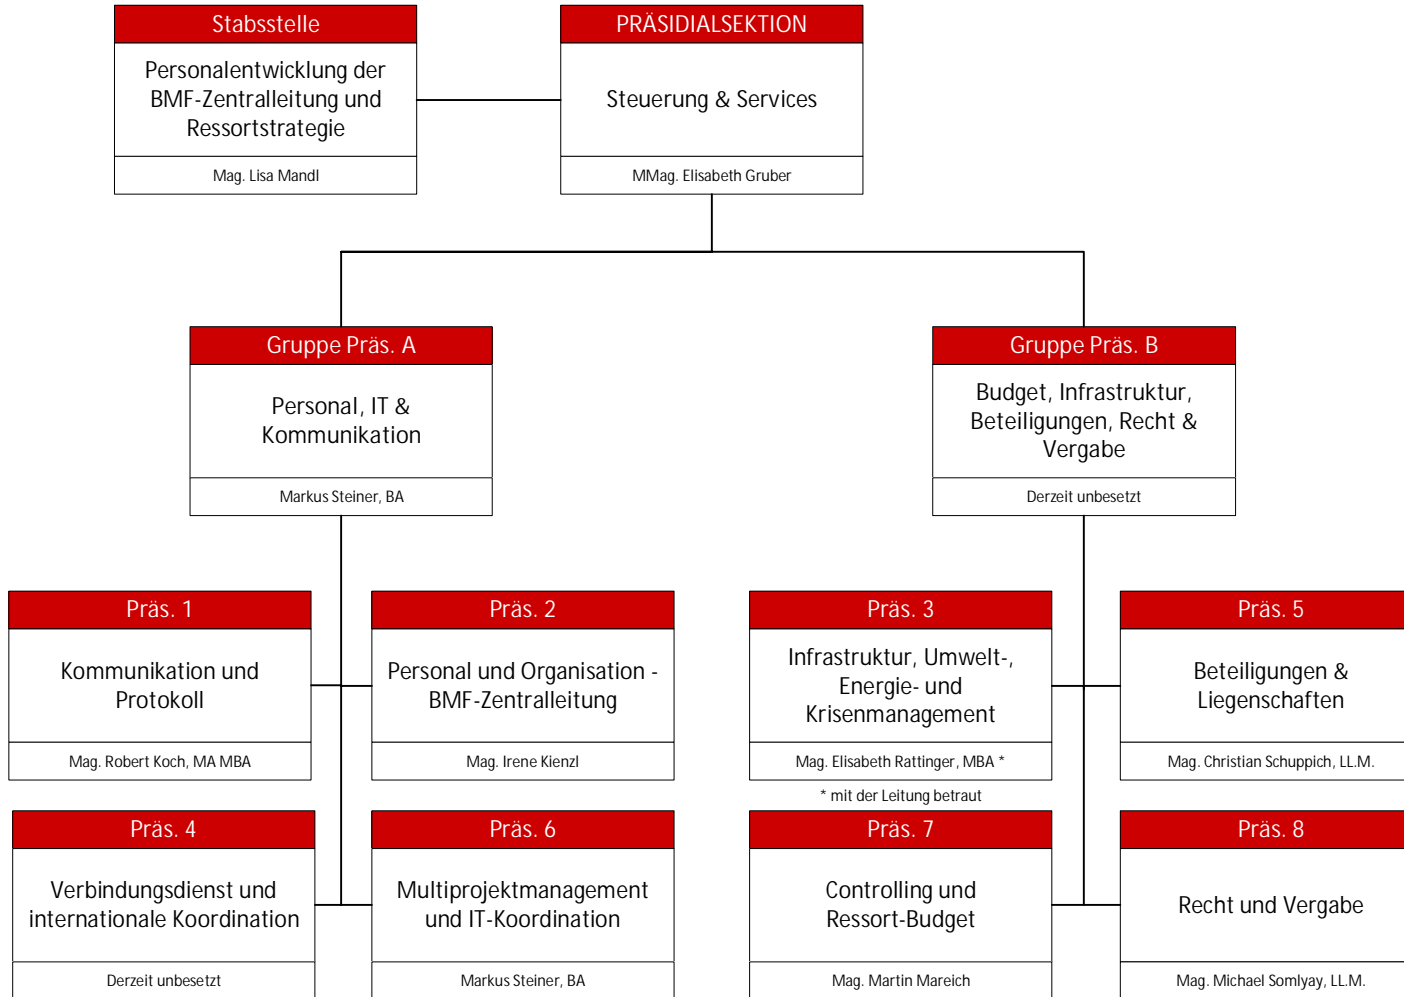 Stabsstelle
Personalentwicklung der
BMF-Zentralleitung und
Ressortstrategie
Mag. Lisa Mandl
PRÄSIDIALSEKTION
Steuerung & Services
MMag. Elisabeth Gruber
Gruppe Präs. A
Personal, IT &
Kommunikation
Markus Steiner, BA
Gruppe Präs. B
Budget, Infrastruktur,
Beteiligungen, Recht &
Vergabe
Derzeit unbesetzt
Präs. 1
Kommunikation und
Protokoll
Mag. Robert Koch, MA MBA
Präs. 2
Personal und Organisation -
BMF-Zentralleitung
Mag. Irene Kienzl
Präs. 3
Infrastruktur, Umwelt-,
Energie- und
Krisenmanagement
Mag. Elisabeth Rattinger, MBA *
* mit der Leitung betraut
Präs. 5
Beteiligungen &
Liegenschaften
Mag. Christian Schuppich, LL.M.
Präs. 4
Verbindungsdienst und
internationale Koordination
Derzeit unbesetzt
Präs. 6
Multiprojektmanagement
und IT-Koordination
Markus Steiner, BA
Präs. 7
Controlling und
Ressort-Budget
Mag. Martin Mareich
Präs. 8
Recht und Vergabe
Mag. Michael Somlyay, LL.M.